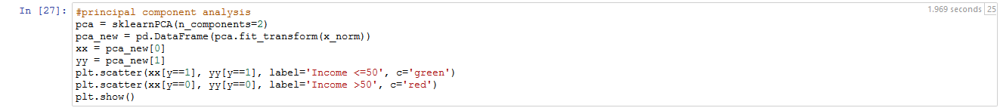 In [27]:
1.969 seconds 25
#principal component analysis
pca = sklearnPCA(n_components=2)
pca_new = pd.DataFrame(pca.fit_transform(x_norm))
xx = pca_new[0]
yy = pca_new[1]
plt.scatter(xx[y==1], yy[y==1], label='Income <=50', c='green')
plt.scatter(xx[y==0], yy[y==0], label='Income >50', c='red')
plt.show()